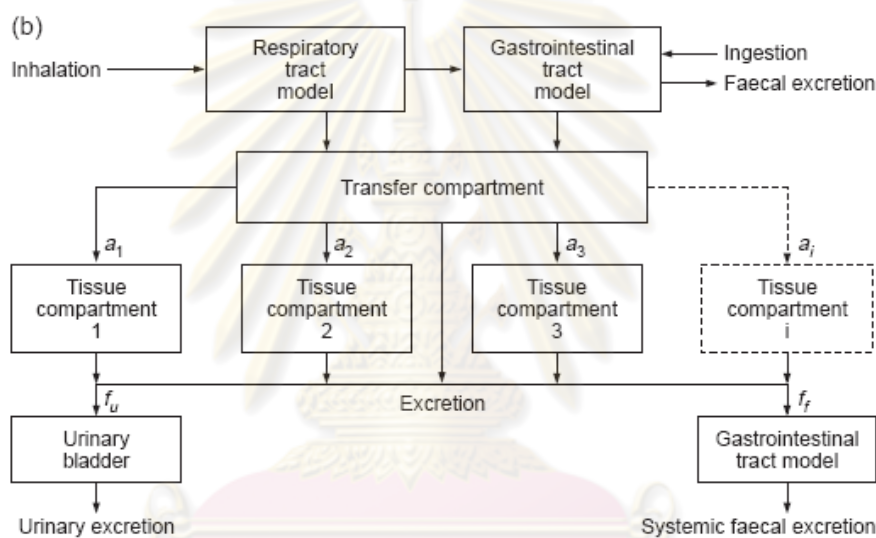 (b)
Inhalation
Respiratory
tract
model
Gastrointestinal
tract
model
Ingestion
Faecal excretion
Transfer compartment
a1
a2
a3
ai
Tissue
compartment
1
Tissue
compartment
2
Tissue
compartment
3
Tissue
compartment
i
fu
Excretion
ff
Urinary
bladder
Gastrointestinal
tract model
Urinary excretion
Systemic faecal excretion